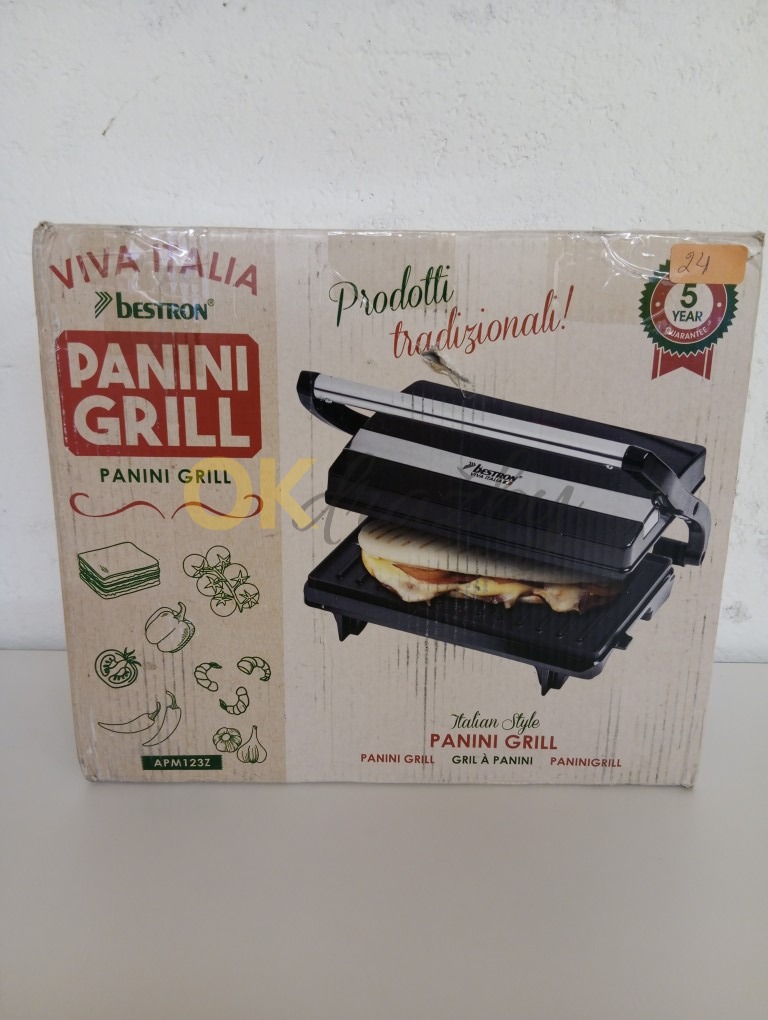 VIVA ITALIA
BESTRON®
PANINI
GRILL
PANINI GRILL
APM123Z
Prodotti
tradizionali!
24
5
YEAR
GUARANTEE
BESTRON
VIVA ITALIA
OK
Italian Style
PANINI GRILL
PANINI GRILL GRIL À PANINI PANINIGRILL